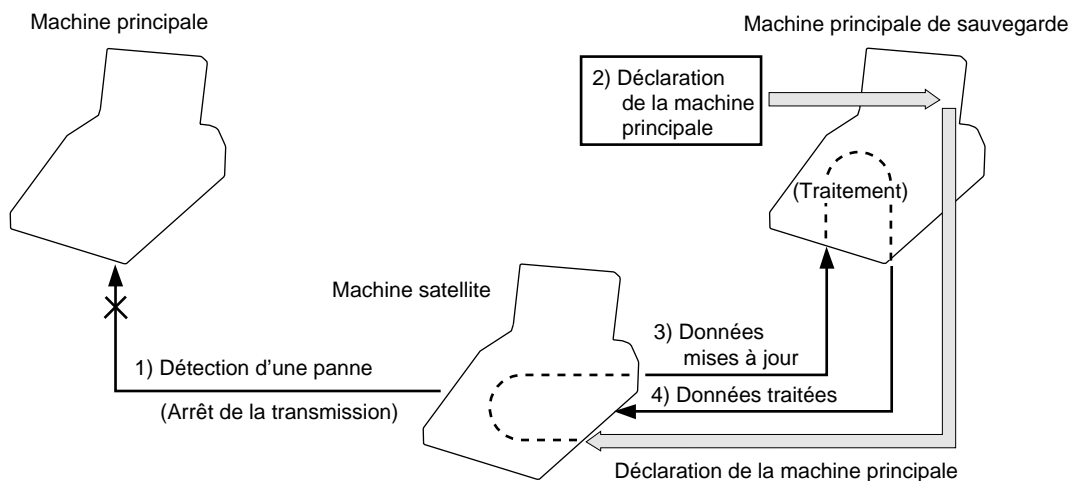 Machine principale
Machine principale de sauvegarde
2) Déclaration
de la machine
principale
(Traitement)
Machine satellite
3) Données
mises à jour
1) Détection d'une panne
(Arrêt de la transmission)
4) Données traitées
Déclaration de la machine principale